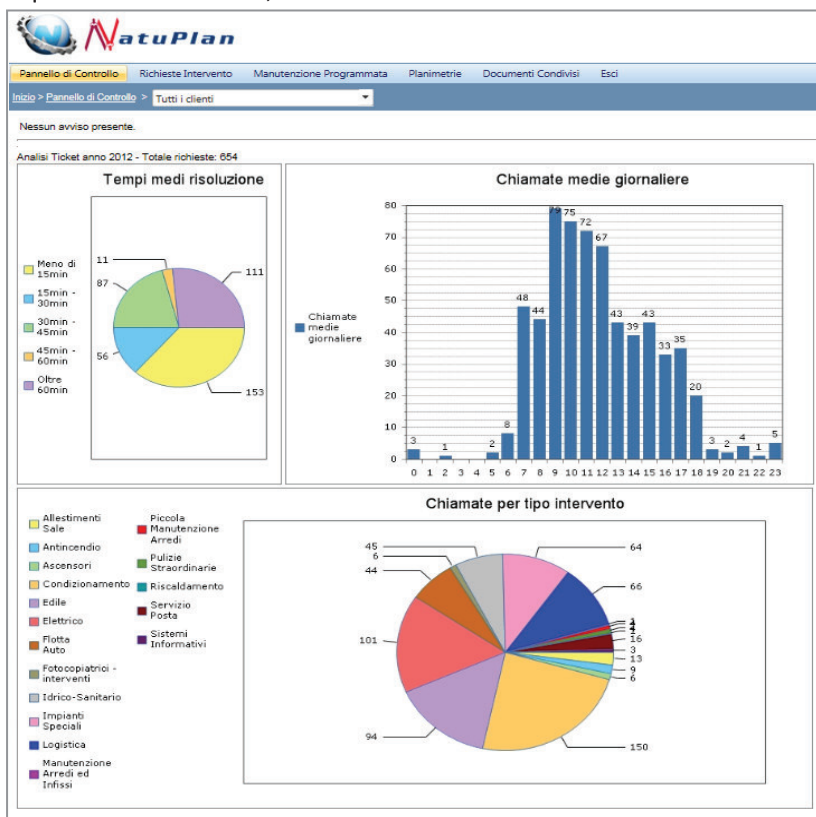 NatuPlan
Pannello di Controllo Richieste Intervento Manutenzione Programmata Planimetrie Documenti Condivisi Esci
Inizio > Pannello di Controllo > Tutti i clienti
Nessun avviso presente.
Analisi Ticket anno 2012 - Totale richieste: 654
Tempi medi risoluzione
Meno di
15min
15min -
30min
30min -
45min
45min -
60min
Oltre
60min
11
87
56
111
153
Chiamate medie giornaliere
Chiamate
medie
giornaliere
80
70
60
50
40
30
20
10
0
3 1 2 8 48 44 79 75 72 67 43 39 43 33 35 20 3 2 4 1 5
0 1 2 3 4 5 6 7 8 9 10 11 12 13 14 15 16 17 18 19 20 21 22 23
Chiamate per tipo intervento
Allestimenti
Sale
Antincendio
Ascensori
Condizionamento
Edile
Elettrico
Flotta
Auto
Fotocopiatrici -
interventi
Idrico-Sanitario
Impianti
Speciali
Logistica
Manutenzione
Arredi ed
Infissi
Piccola
Manutenzione
Arredi
Pulizie
Straordinarie
Riscaldamento
Servizio
Posta
Sistemi
Informativi
45
6
44
101
94
64
66
16
3
13
9
6
150